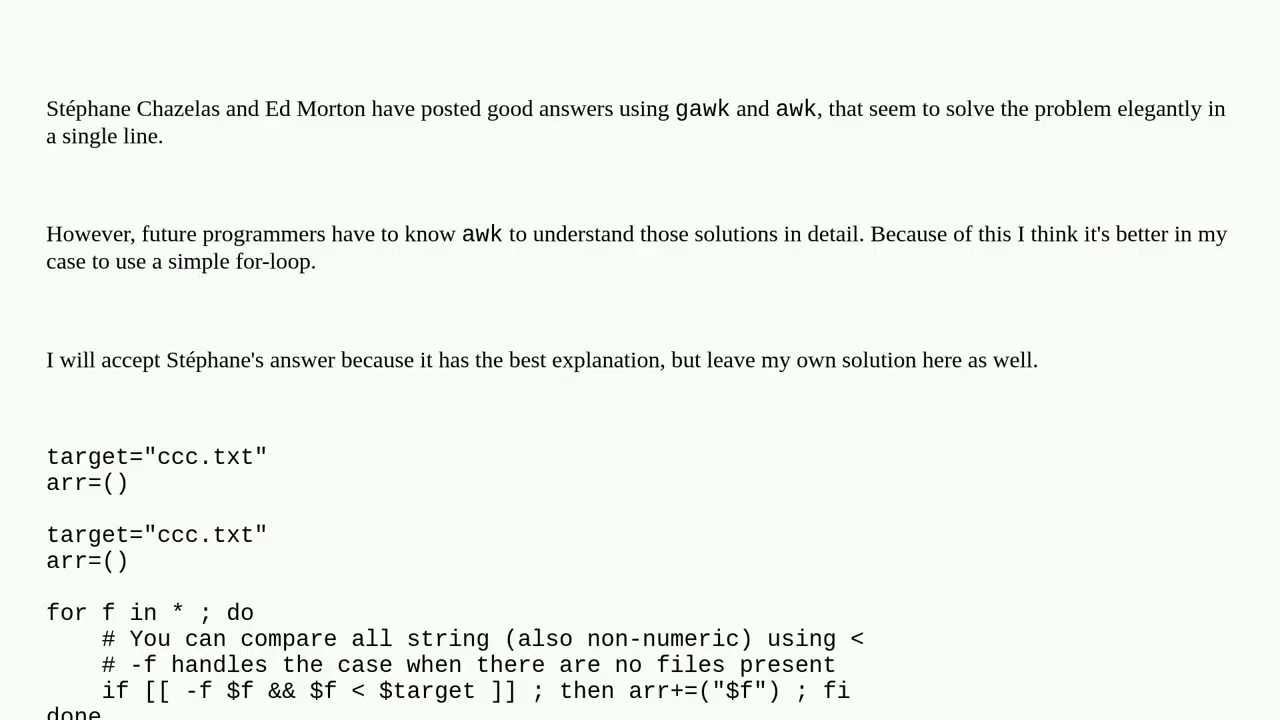 Stéphane Chazelas and Ed Morton have posted good answers using gawk and awk, that seem to solve the problem elegantly in
a single line.
However, future programmers have to know awk to understand those solutions in detail. Because of this I think it's better in my
case to use a simple for-loop.
I will accept Stéphane's answer because it has the best explanation, but leave my own solution here as well.
target="ccc.txt"
arr=()
target="ccc.txt"
arr=()
for f in * ; do
    # You can compare all string (also non-numeric) using <
    # -f handles the case when there are no files present
    if [[ -f $f && $f < $target ]] ; then arr+=("$f") ; fi
done